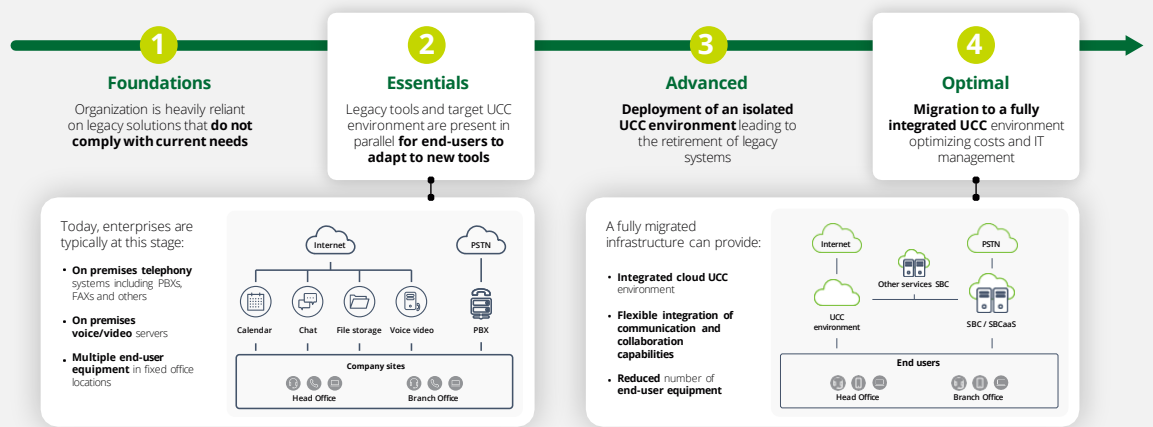 1
Foundations
Organization is heavily reliant
on legacy solutions that do not
comply with current needs
2
Essentials
Legacy tools and target UCC
environment are present in
parallel for end-users to
adapt to new tools
3
Advanced
Deployment of an isolated
UCC environment leading to
the retirement of legacy
systems
4
Optimal
Migration to a fully
integrated UCC environment
optimizing costs and IT
management
Today, enterprises are
typically at this stage:
• On premises telephony
systems including PBXs,
FAXs and others
• On premises
voice/video servers
• Multiple end-user
equipment in fixed office
locations
Internet
PSTN
Calendar
Chat
File storage
Voice video
PBX
Company sites
Head Office
Branch Office
A fully migrated
infrastructure can provide:
• Integrated cloud UCC
environment
• Flexible integration of
communication and
collaboration
capabilities
• Reduced number of
end-user equipment
Internet
PSTN
Other services SBC
UCC
environment
SBC / SBCaaS
End users
Head Office
Branch Office